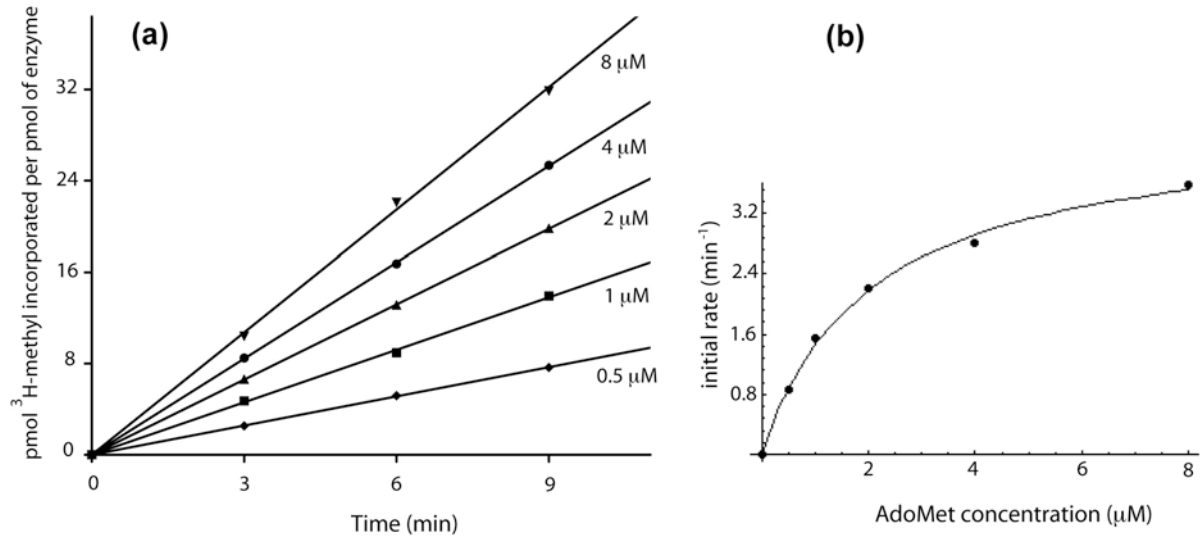 (a)
pmol ³H-methyl incorporated per pmol of enzyme
32
24
16
8
0
8 µM
4 µM
2 µM
1 µM
0.5 µM
0
3
6
9
Time (min)
(b)
initial rate (min⁻¹)
3.2
2.4
1.6
0.8
2
4
6
8
AdoMet concentration (µM)